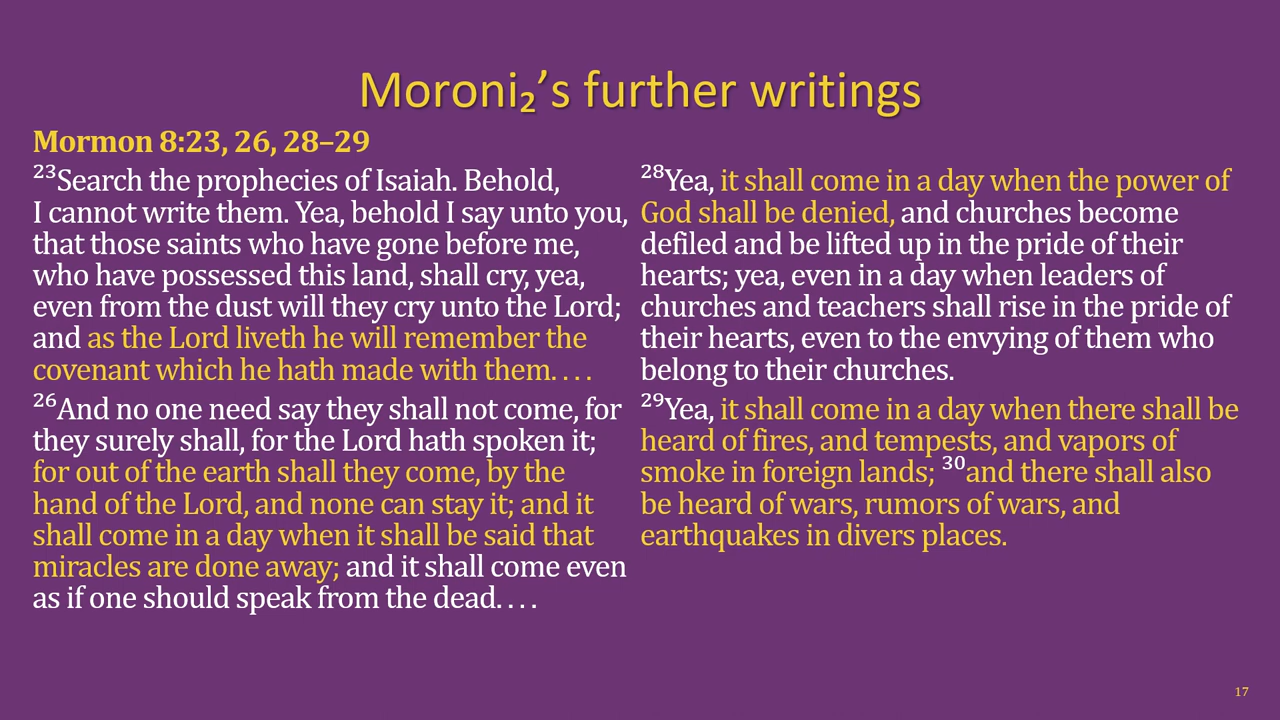 Moroni₂’s further writings
Mormon 8:23, 26, 28–29
²³Search the prophecies of Isaiah. Behold,
I cannot write them. Yea, behold I say unto you,
that those saints who have gone before me,
who have possessed this land, shall cry, yea,
even from the dust will they cry unto the Lord;
and as the Lord liveth he will remember the
covenant which he hath made with them. . . .
²⁶And no one need say they shall not come, for
they surely shall, for the Lord hath spoken it;
for out of the earth shall they come, by the
hand of the Lord, and none can stay it; and it
shall come in a day when it shall be said that
miracles are done away; and it shall come even
as if one should speak from the dead. . . .
²⁸Yea, it shall come in a day when the power of
God shall be denied, and churches become
defiled and be lifted up in the pride of their
hearts; yea, even in a day when leaders of
churches and teachers shall rise in the pride of
their hearts, even to the envying of them who
belong to their churches.
²⁹Yea, it shall come in a day when there shall be
heard of fires, and tempests, and vapors of
smoke in foreign lands; ³⁰and there shall also
be heard of wars, rumors of wars, and
earthquakes in divers places.
17